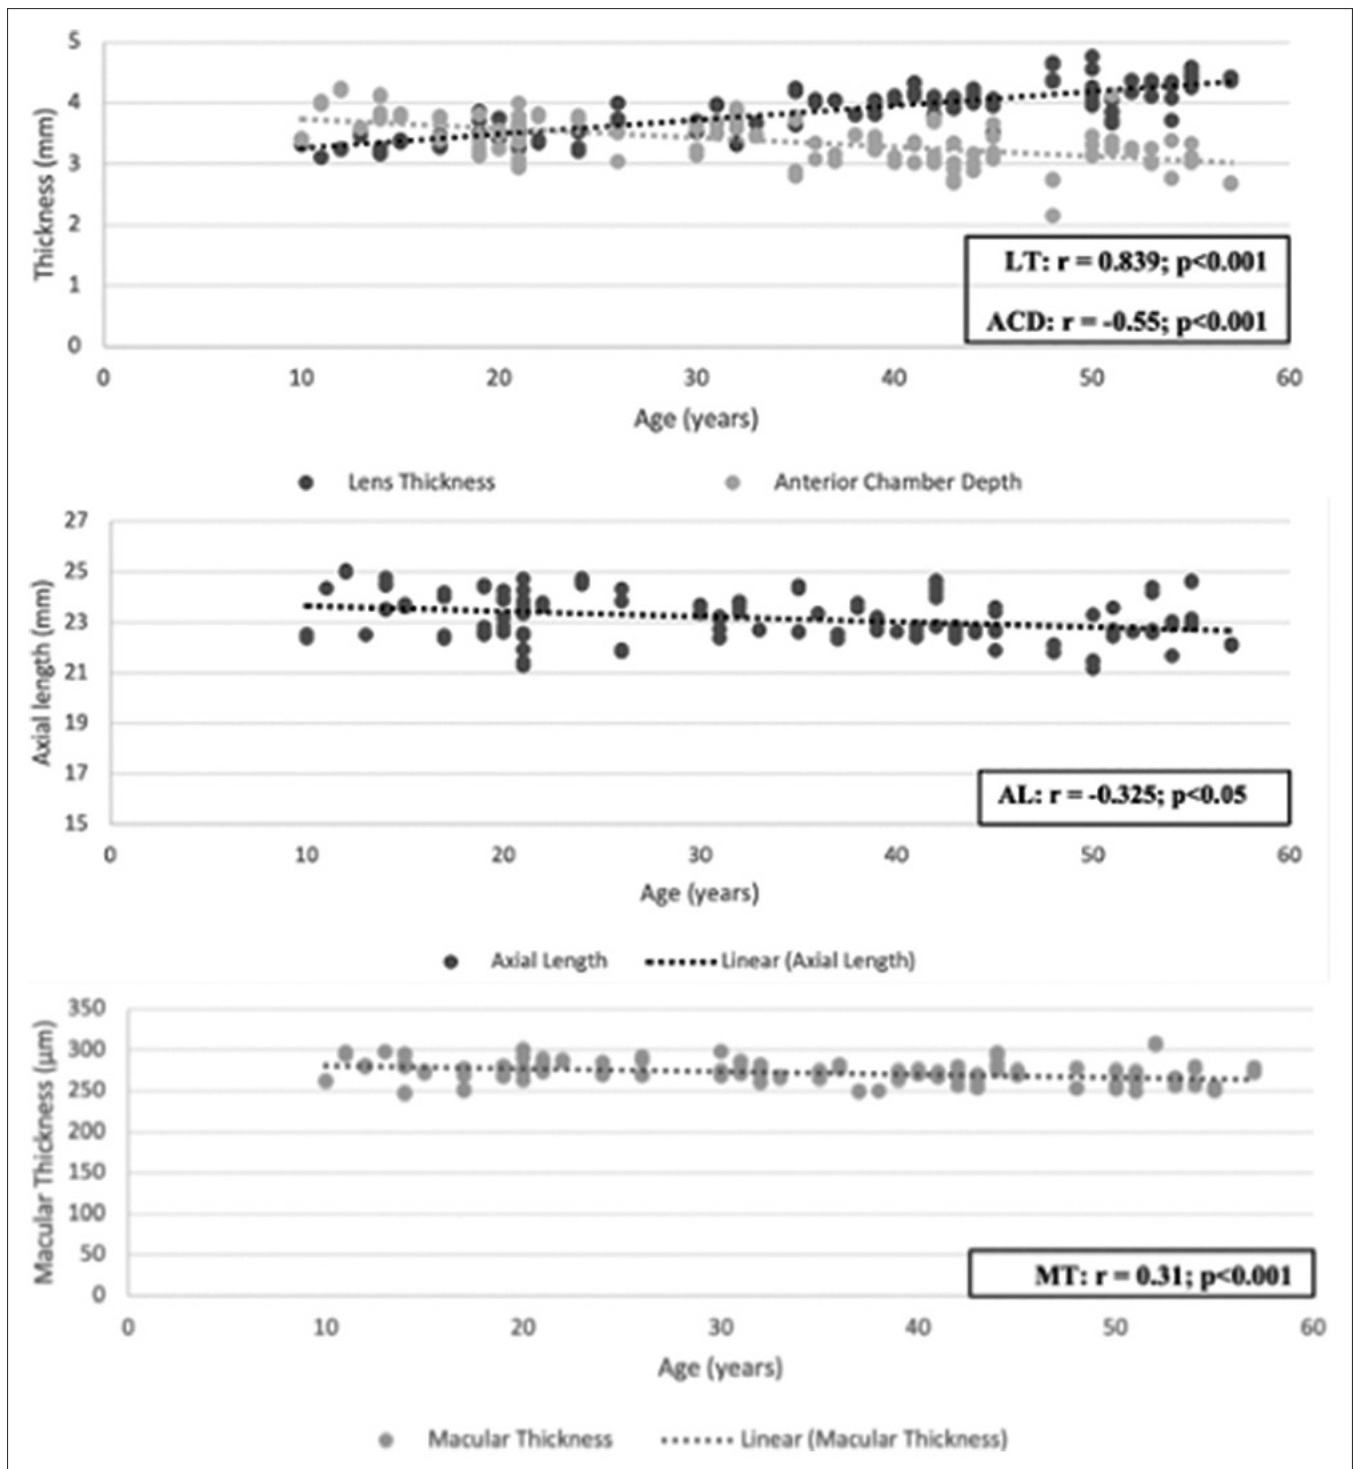 5
4
3
2
1
0
Thickness (mm)
LT: r = 0.839; p<0.001
ACD: r = -0.55; p<0.001
0 10 20 30 40 50 60
Age (years)
Lens Thickness Anterior Chamber Depth
27
25
23
21
19
17
15
Axial length (mm)
AL: r = -0.325; p<0.05
0 10 20 30 40 50 60
Age (years)
Axial Length Linear (Axial Length)
350
300
250
200
150
100
50
0
Macular Thickness (µm)
MT: r = 0.31; p<0.001
0 10 20 30 40 50 60
Age (years)
Macular Thickness Linear (Macular Thickness)